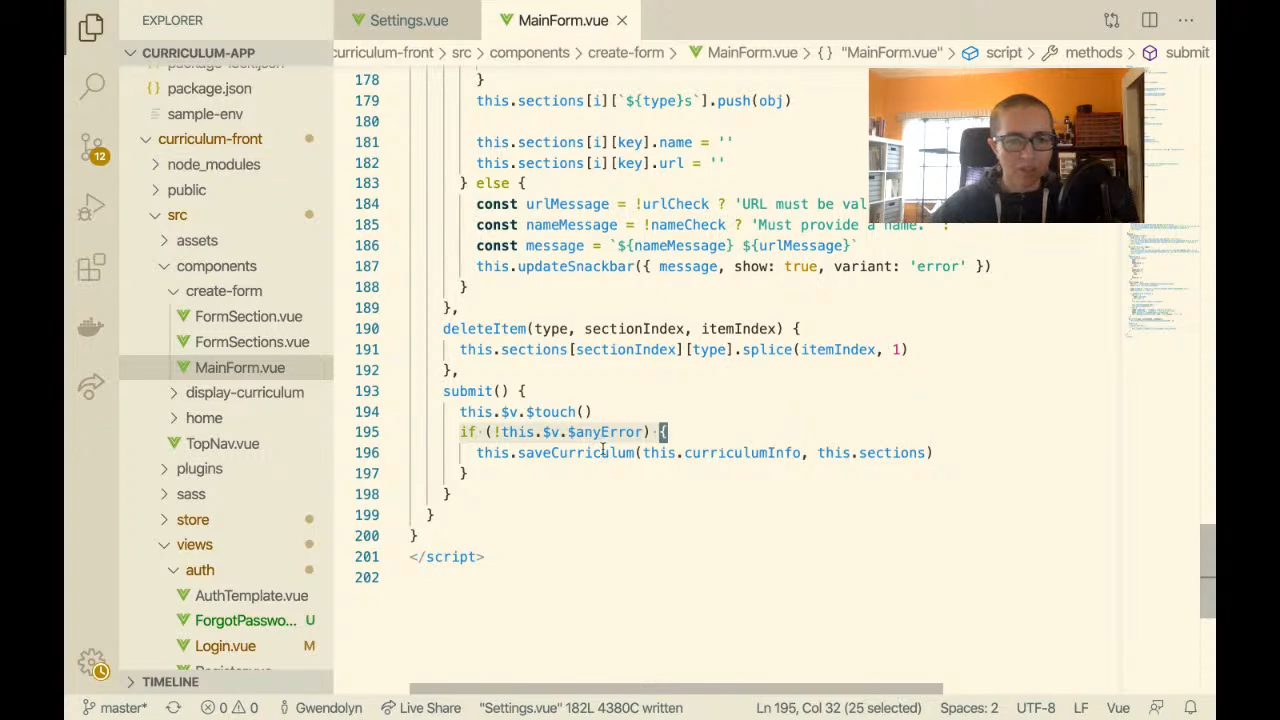 EXPLORER
Settings.vue
MainForm.vue
CURRICULUM-APP
curriculum-front > src > components > create-form > MainForm.vue > {} "MainForm.vue" > script > methods > submit
package-lock.json
package.json
sample-env
curriculum-front
node_modules
public
src
assets
components
create-form
FormSection.vue
FormSections.vue
MainForm.vue
display-curriculum
home
TopNav.vue
plugins
sass
store
views
auth
AuthTemplate.vue
ForgotPasswo... U
Login.vue M
TIMELINE
12
178 }
179 this.sections[i][`${type}s`].push(obj)
180
181 this.sections[i][key].name = ''
182 this.sections[i][key].url = ''
183 } else {
184 const urlMessage = !urlCheck ? 'URL must be val
185 const nameMessage = !nameCheck ? 'Must provide a name.' :
186 const message = `${nameMessage} ${urlMessage}`
187 this.updateSnackbar({ message, show: true, variant: 'error' })
188 }
189 },
190 deleteItem(type, sectionIndex, itemIndex) {
191 this.sections[sectionIndex][type].splice(itemIndex, 1)
192 },
193 submit() {
194 this.$v.$touch()
195 if (!this.$v.$anyError) {
196 this.saveCurriculum(this.curriculumInfo, this.sections)
197 }
198 }
199 }
200 }
201 </script>
202
master* 0 0 Gwendolyn Live Share "Settings.vue" 182L 4380C written Ln 195, Col 32 (25 selected) Spaces: 2 UTF-8 LF Vue